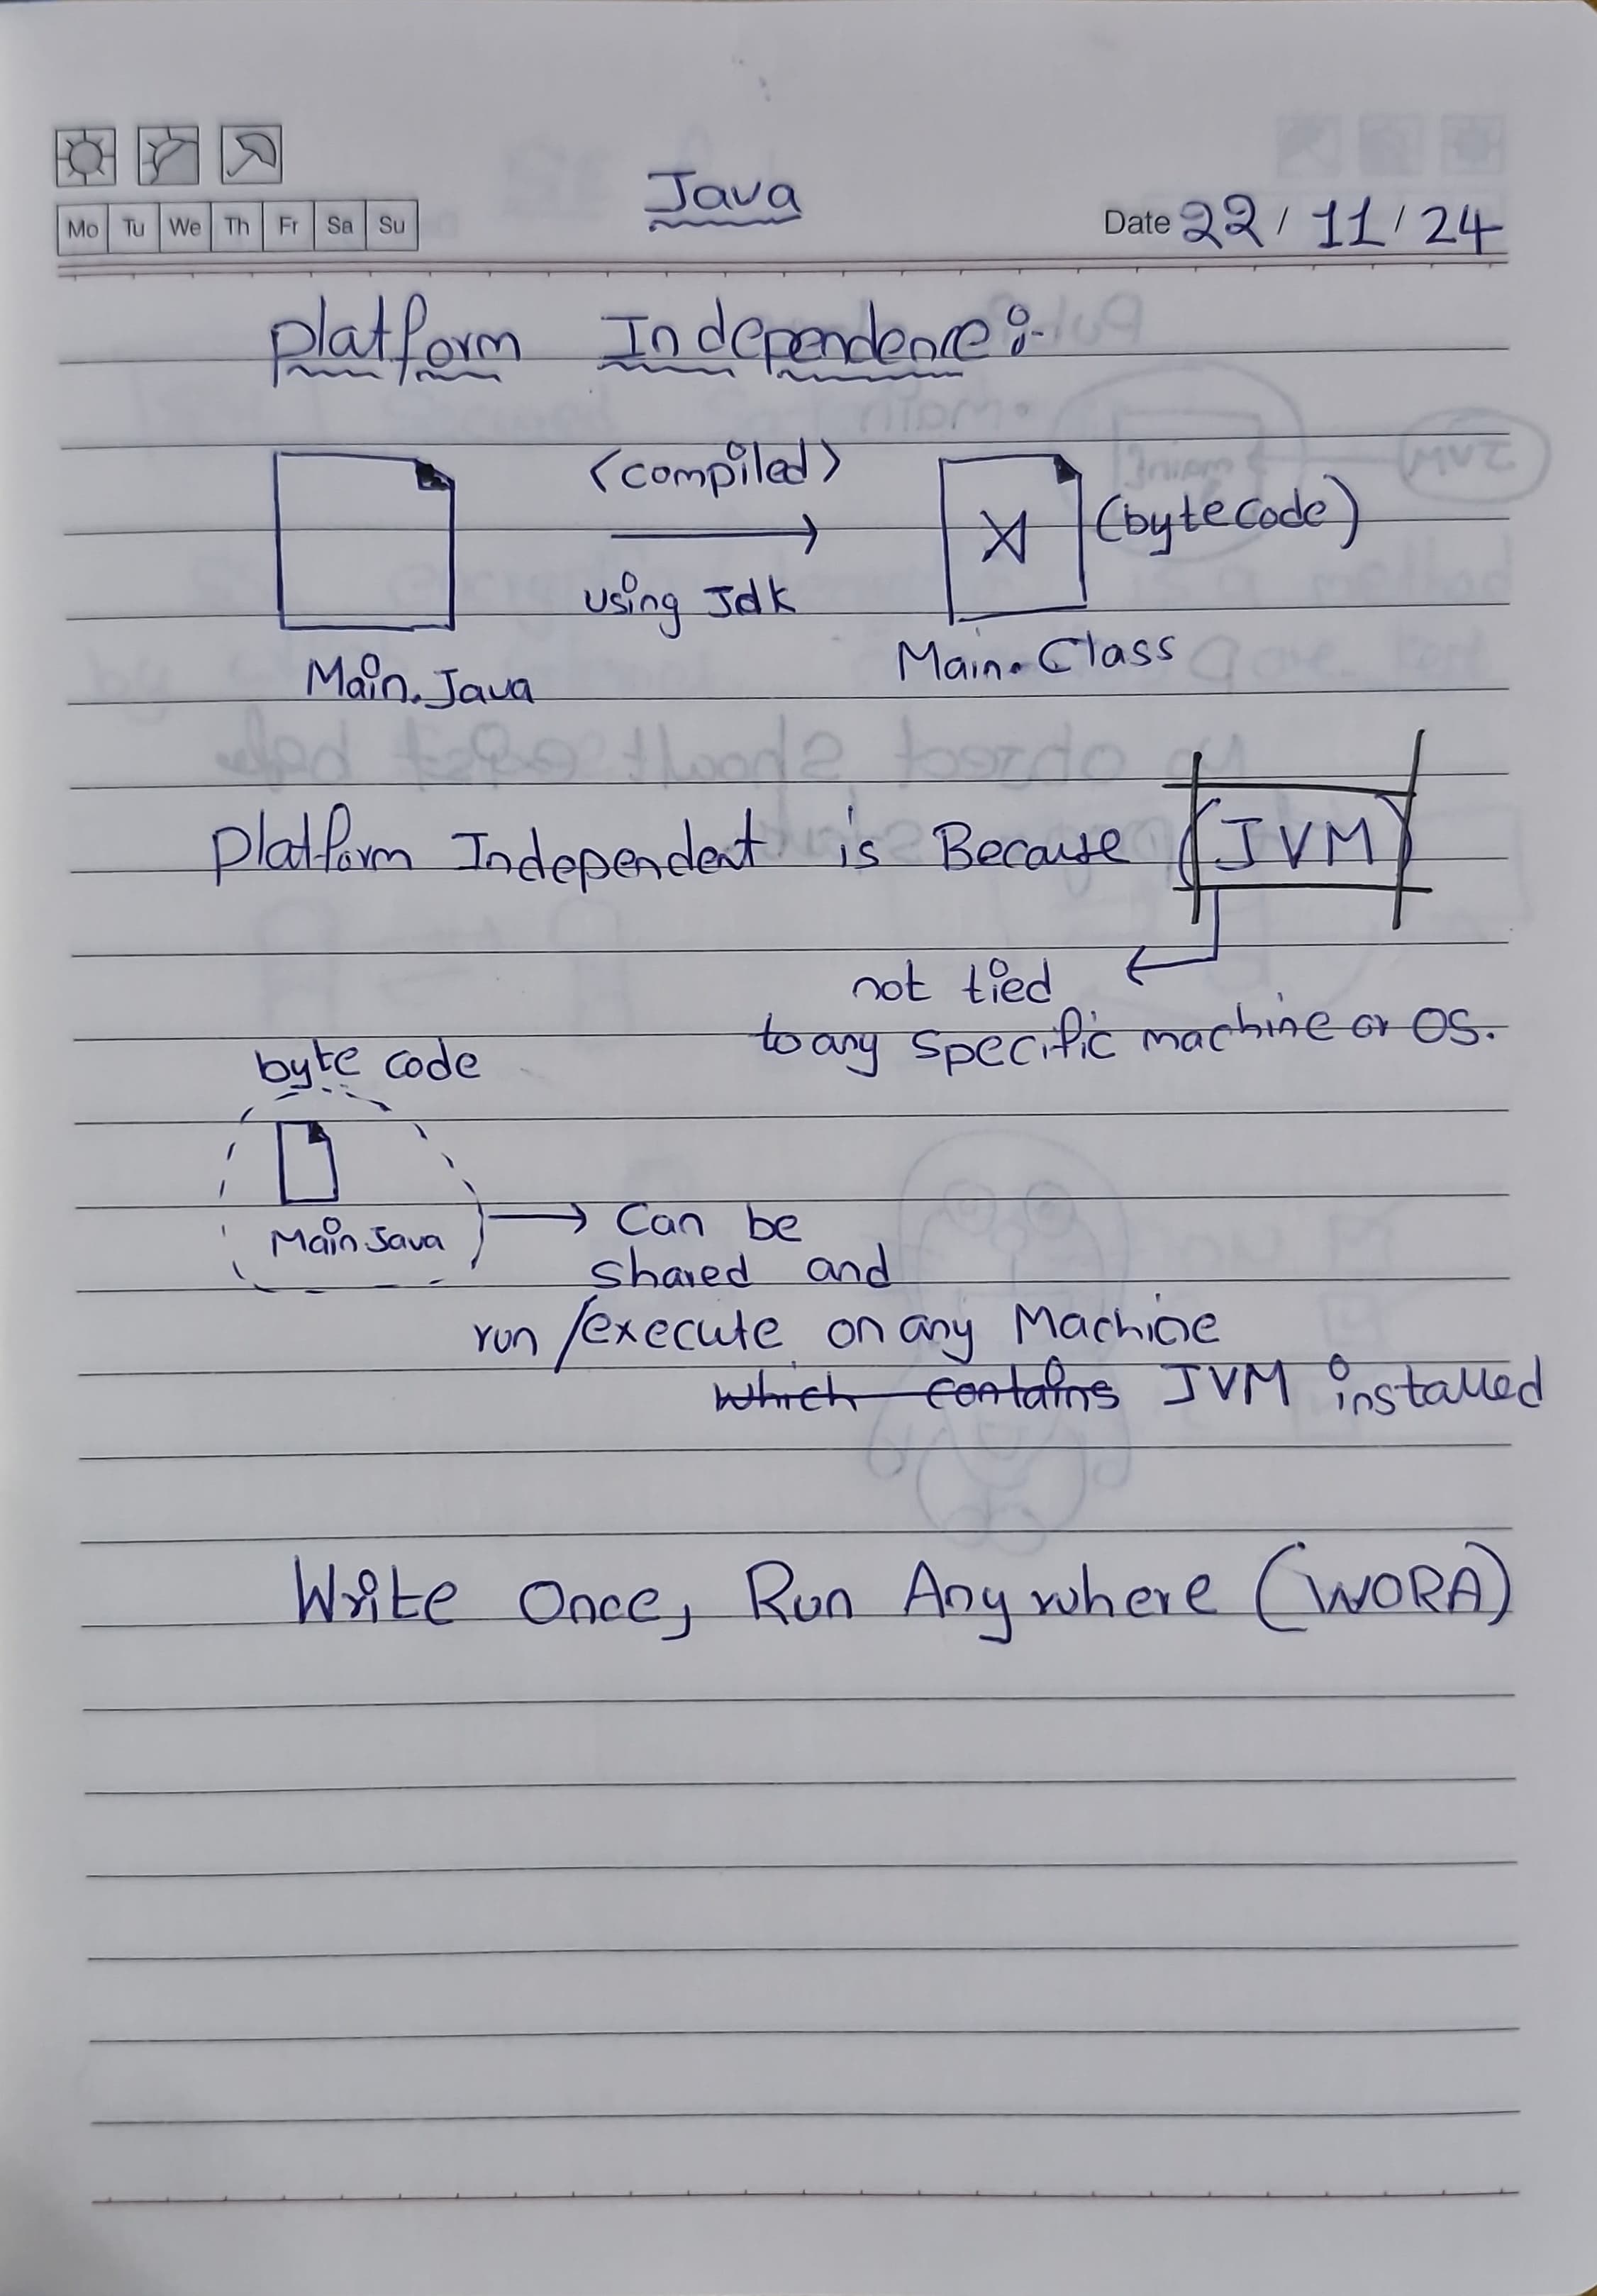 Java
Mo Tu We Th Fr Sa Su
Date 22 / 11 / 24
Platform Independence :-
<compiled>
(bytecode)
using Jdk
Main.Java
Main.Class
Platform Independent is Because (JVM)
not tied
to any specific machine or OS.
byte code
Main Java
→ Can be
shared and
run /execute on any Machine
which contains JVM installed
Write Once, Run Anywhere (WORA)